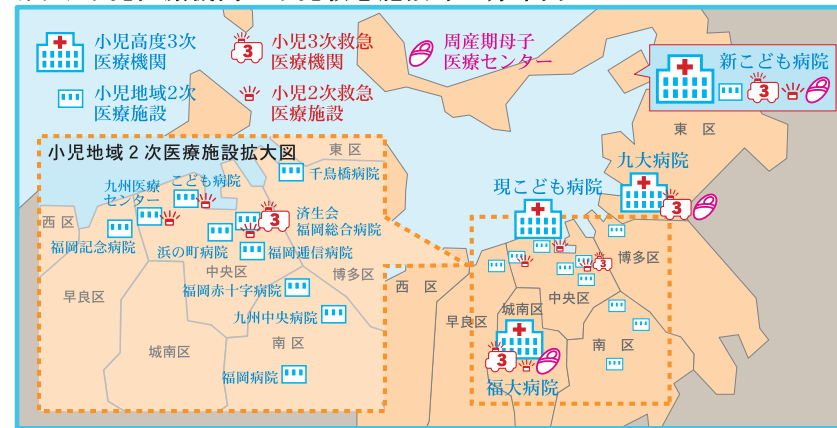 小児高度3次
医療機関
小児3次救急
医療機関
周産期母子
医療センター
小児地域2次
医療施設
小児2次救急
医療施設
新こども病院
3
東 区
九大病院
3
現こども病院
小児地域2次医療施設拡大図
東 区
千鳥橋病院
九州医療
センター
こども病院
済生会
福岡総合病院
3
西 区
福岡記念病院
浜の町病院
福岡逓信病院
中央区
博多区
早良区
福岡赤十字病院
九州中央病院
城南区
南 区
福岡病院
3
博多区
西 区
中央区
早良区
城南区
南 区
3
福大病院
3